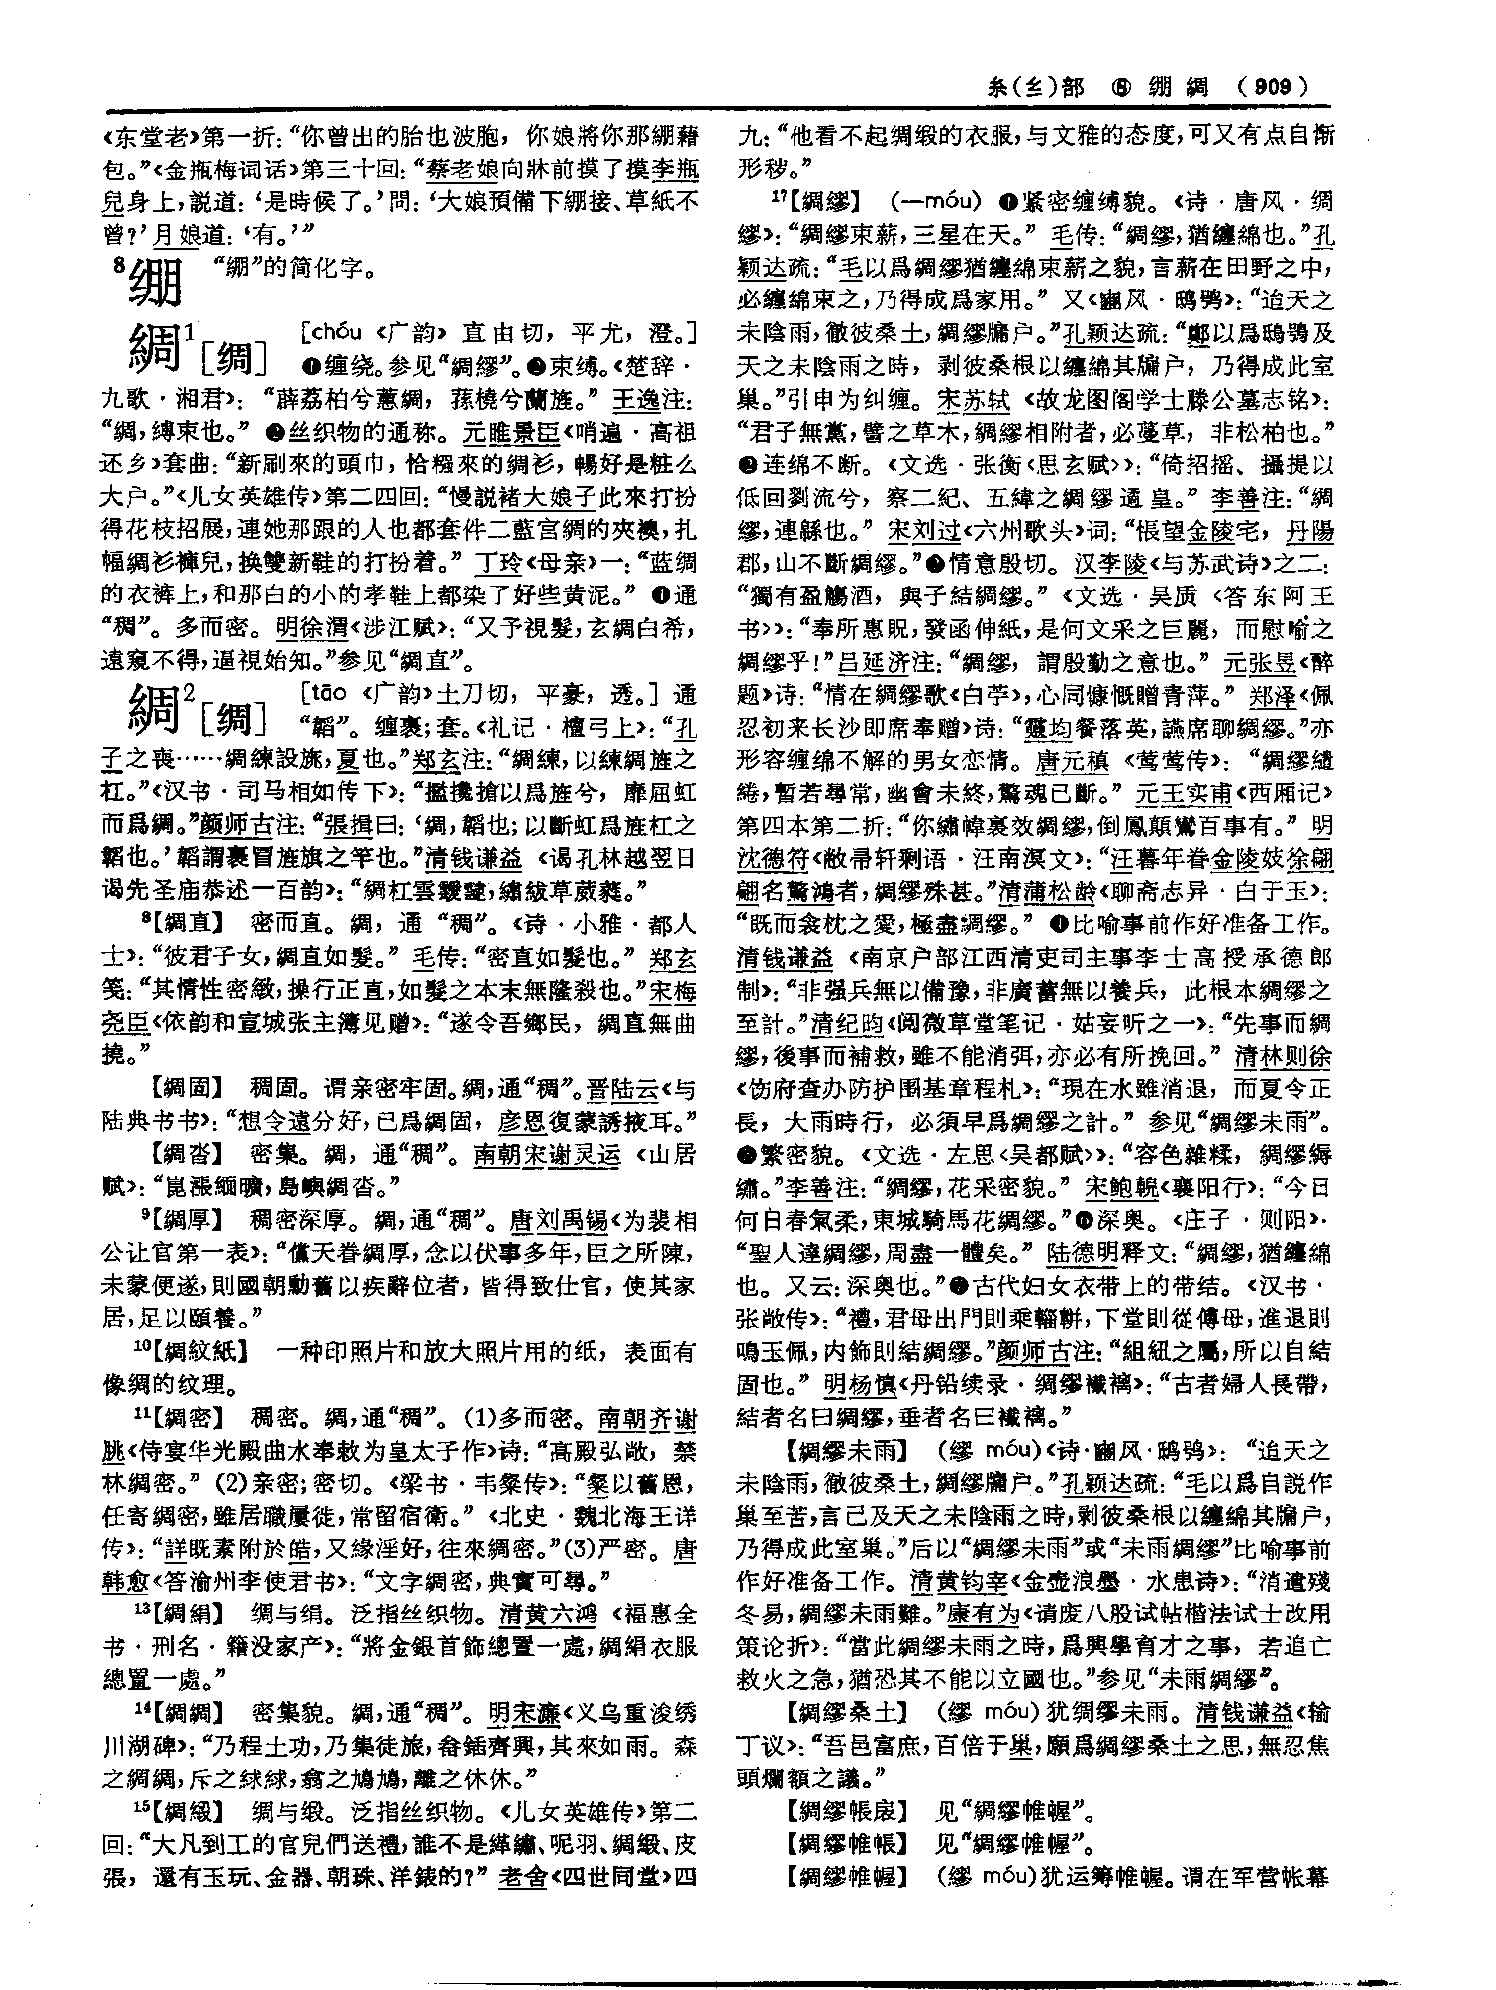 糸(纟)部 ⑧ 绷 綢 (909)
《东堂老》第一折：“你曾出的胎也波胞，你娘將你那綳藉
包。”《金瓶梅词话》第三十回：“蔡老娘向牀前摸了摸李瓶
兒身上，説道：‘是時候了。’問：‘大娘預備下綳接、草紙不
曾？’月娘道：‘有。’”
8绷 “綳”的简化字。
綢1[绸] [chóu 《广韵》直由切，平尤，澄。]
❶缠绕。参见“綢繆”。❷束缚。《楚辞·
九歌·湘君》：“薜荔柏兮蕙綢，蓀橈兮蘭旌。”王逸注：
“綢，縛束也。”❸丝织物的通称。元睢景臣《哨遍·高祖
还乡》套曲：“新刷來的頭巾，恰糨來的綢衫，暢好是粧么
大户。”《儿女英雄传》第二四回：“慢説褚大娘子此來打扮
得花枝招展，連她那跟的人也都套件二藍宫綢的夾襖，扎
幅綢衫褲兒，换雙新鞋的打扮着。”丁玲《母亲》一：“蓝绸
的衣裤上，和那白的小的孝鞋上都染了好些黄泥。”❹通
“稠”。多而密。明徐渭《涉江赋》：“又予視髮，玄綢白希，
遠窺不得，逼視始知。”参见“綢直”。
綢2[绸] [tāo 《广韵》土刀切，平豪，透。]通
“韜”。缠裹；套。《礼记·檀弓上》：“孔
子之喪……綢練設旐，夏也。”郑玄注：“綢練，以練綢旌之
杠。”《汉书·司马相如传下》：“攬攙搶以爲旌兮，靡屈虹
而爲綢。”颜师古注：“張揖曰：‘綢，韜也；以斷虹爲旌杠之
韜也。’韜謂裹冒旌旗之竿也。”清钱谦益《谒孔林越翌日
谒先圣庙恭述一百韵》：“綢杠雲靉靆，繡紱草葳蕤。”
8【綢直】 密而直。綢，通“稠”。《诗·小雅·都人
士》：“彼君子女，綢直如髮。”毛传：“密直如髮也。”郑玄
笺：“其情性密緻，操行正直，如髮之本末無隆殺也。”宋梅
尧臣《依韵和宣城张主簿见赠》：“遂令吾鄉民，綢直無曲
撓。”
【綢固】 稠固。谓亲密牢固。綢，通“稠”。晋陆云《与
陆典书书》：“想令遠分好，已爲綢固，彦恩復蒙誘掖耳。”
【綢沓】 密集。綢，通“稠”。南朝宋谢灵运《山居
赋》：“崑漲緬曠，島嶼綢沓。”
9【綢厚】 稠密深厚。綢，通“稠”。唐刘禹锡《为裴相
公让官第一表》：“儻天眷綢厚，念以伏事多年，臣之所陳，
未蒙便遂，則國朝勳舊以疾辭位者，皆得致仕官，使其家
居，足以頤養。”
10【綢紋紙】 一种印照片和放大照片用的纸，表面有
像绸的纹理。
11【綢密】 稠密。綢，通“稠”。(1)多而密。南朝齐谢
朓《侍宴华光殿曲水奉敕为皇太子作》诗：“高殿弘敞，禁
林綢密。”(2)亲密；密切。《梁书·韦粲传》：“粲以舊恩，
任寄綢密，雖居職屢徙，常留宿衛。”《北史·魏北海王详
传》：“詳既素附於皓，又緣淫好，往來綢密。”(3)严密。唐
韩愈《答渝州李使君书》：“文字綢密，典實可尋。”
13【綢絹】 绸与绢。泛指丝织物。清黄六鸿《福惠全
书·刑名·籍没家产》：“將金銀首飾總置一處，綢絹衣服
總置一處。”
14【綢綢】 密集貌。綢，通“稠”。明宋濂《义乌重浚绣
川湖碑》：“乃程土功，乃集徒旅，畚鍤齊興，其來如雨。森
之綢綢，斥之絿絿，翕之鳩鳩，離之休休。”
15【綢緞】 绸与缎。泛指丝织物。《儿女英雄传》第二
回：“大凡到工的官兒們送禮，誰不是縴繡、呢羽、綢緞、皮
張，還有玉玩、金器、朝珠、洋錶的？”老舍《四世同堂》四
九：“他看不起绸缎的衣服，与文雅的态度，可又有点自惭
形秽。”
17【綢繆】 (—móu) ❶紧密缠缚貌。《诗·唐风·绸
缪》：“綢繆束薪，三星在天。”毛传：“綢繆，猶纏綿也。”孔
颖达疏：“毛以爲綢繆猶纏綿束薪之貌，言薪在田野之中，
必纏綿束之，乃得成爲家用。”又《豳风·鸱鸮》：“迨天之
未陰雨，徹彼桑土，綢繆牖户。”孔颖达疏：“鄭以爲鴟鴞及
天之未陰雨之時，剥彼桑根以纏綿其牖户，乃得成此室
巢。”引申为纠缠。宋苏轼《故龙图阁学士滕公墓志铭》：
“君子無黨，譬之草木，綢繆相附者，必蔓草，非松柏也。”
❷连绵不断。《文选·张衡〈思玄赋〉》：“倚招摇、攝提以
低回剹流兮，察二紀、五緯之綢繆遹皇。”李善注：“綢
繆，連緜也。”宋刘过《六州歌头》词：“悵望金陵宅，丹陽
郡，山不斷綢繆。”❸情意殷切。汉李陵《与苏武诗》之二：
“獨有盈觴酒，與子結綢繆。”《文选·吴质〈答东阿王
书〉》：“奉所惠貺，發函伸紙，是何文采之巨麗，而慰喻之
綢繆乎！”吕延济注：“綢繆，謂殷勤之意也。”元张昱《醉
题》诗：“情在綢繆歌《白苧》，心同慷慨贈青萍。”郑泽《佩
忍初来长沙即席奉赠》诗：“靈均餐落英，讌席聊綢繆。”亦
形容缠绵不解的男女恋情。唐元稹《莺莺传》：“綢繆繾
綣，暫若尋常，幽會未終，驚魂已斷。”元王实甫《西厢记》
第四本第二折：“你繡幃裏效綢繆，倒鳳顛鸞百事有。”明
沈德符《敝帚轩剩语·汪南溟文》：“汪暮年眷金陵妓徐翩
翩名驚鴻者，綢繆殊甚。”清蒲松龄《聊斋志异·白于玉》：
“既而衾枕之愛，極盡綢繆。”❹比喻事前作好准备工作。
清钱谦益《南京户部江西清吏司主事李士高授承德郎
制》：“非强兵無以備豫，非廣蓄無以養兵，此根本綢繆之
至計。”清纪昀《阅微草堂笔记·姑妄听之一》：“先事而綢
繆，後事而補救，雖不能消弭，亦必有所挽回。”清林则徐
《饬府查办防护围基章程札》：“現在水雖消退，而夏令正
長，大雨時行，必須早爲綢繆之計。”参见“綢繆未雨”。
❺繁密貌。《文选·左思〈吴都赋〉》：“容色雜糅，綢繆縟
繡。”李善注：“綢繆，花采密貌。”宋鲍輗《襄阳行》：“今日
何日春氣柔，東城騎馬花綢繆。”❻深奥。《庄子·则阳》：
“聖人達綢繆，周盡一體矣。”陆德明释文：“綢繆，猶纏綿
也。又云：深奥也。”❼古代妇女衣带上的带结。《汉书·
张敞传》：“禮，君母出門則乘輜軿，下堂則從傅母，進退則
鳴玉佩，内飾則結綢繆。”颜师古注：“組紐之屬，所以自結
固也。”明杨慎《丹铅续录·绸缪襳褵》：“古者婦人長帶，
結者名曰綢繆，垂者名曰襳褵。”
【綢繆未雨】 (繆 móu)《诗·豳风·鸱鸮》：“迨天之
未陰雨，徹彼桑土，綢繆牖户。”孔颖达疏：“毛以爲自説作
巢至苦，言己及天之未陰雨之時，剥彼桑根以纏綿其牖户，
乃得成此室巢。”后以“綢繆未雨”或“未雨綢繆”比喻事前
作好准备工作。清黄钧宰《金壶浪墨·水患诗》：“消遣殘
冬易，綢繆未雨難。”康有为《请废八股试帖楷法试士改用
策论折》：“當此綢繆未雨之時，爲興學育才之事，若追亡
救火之急，猶恐其不能以立國也。”参见“未雨綢繆”。
【綢繆桑土】 (繆 móu)犹绸缪未雨。清钱谦益《输
丁议》：“吾邑富庶，百倍于巢，願爲綢繆桑土之思，無忍焦
頭爛額之議。”
【綢繆帳扆】 见“綢繆帷幄”。
【綢繆帷帳】 见“綢繆帷幄”。
【綢繆帷幄】 (繆 móu)犹运筹帷幄。谓在军营帐幕